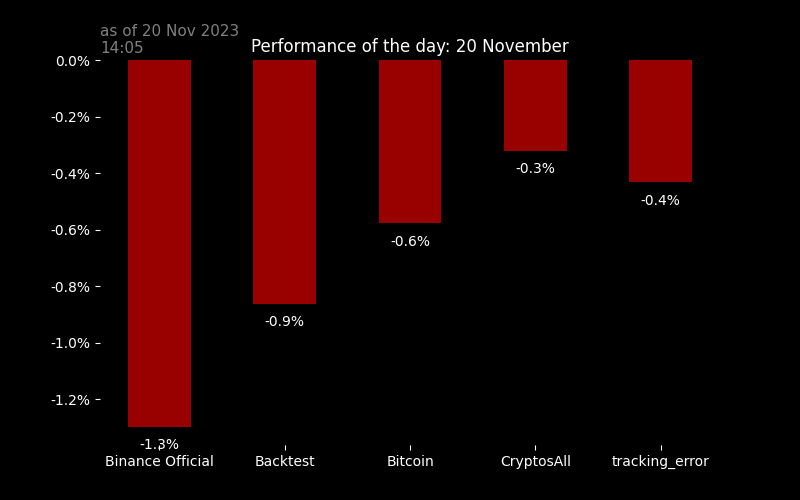 as of 20 Nov 2023
14:05
Performance of the day: 20 November
0.0%
-0.2%
-0.4%
-0.6%
-0.8%
-1.0%
-1.2%
-1.3%
-0.9%
-0.6%
-0.3%
-0.4%
Binance Official
Backtest
Bitcoin
CryptosAll
tracking_error